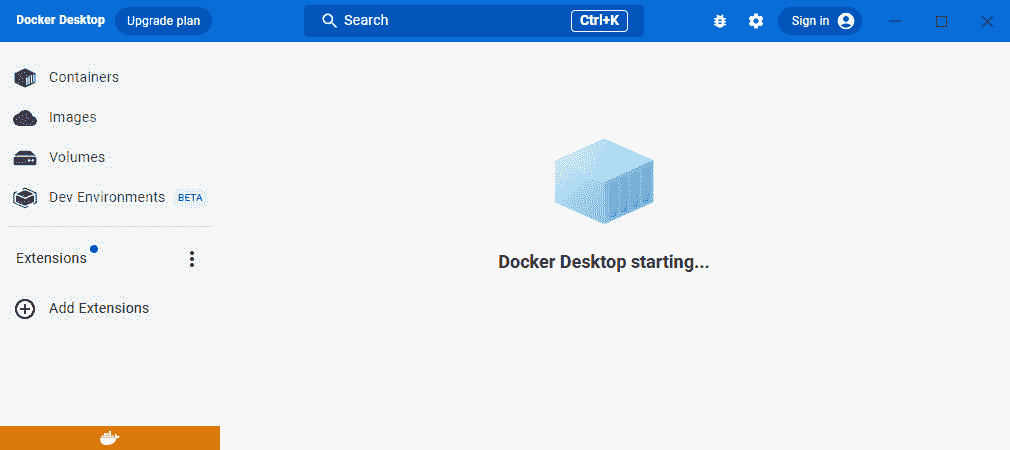 Docker Desktop Upgrade plan Search Ctrl+K Sign in
Containers
Images
Volumes
Dev Environments BETA
Extensions
Add Extensions
Docker Desktop starting...